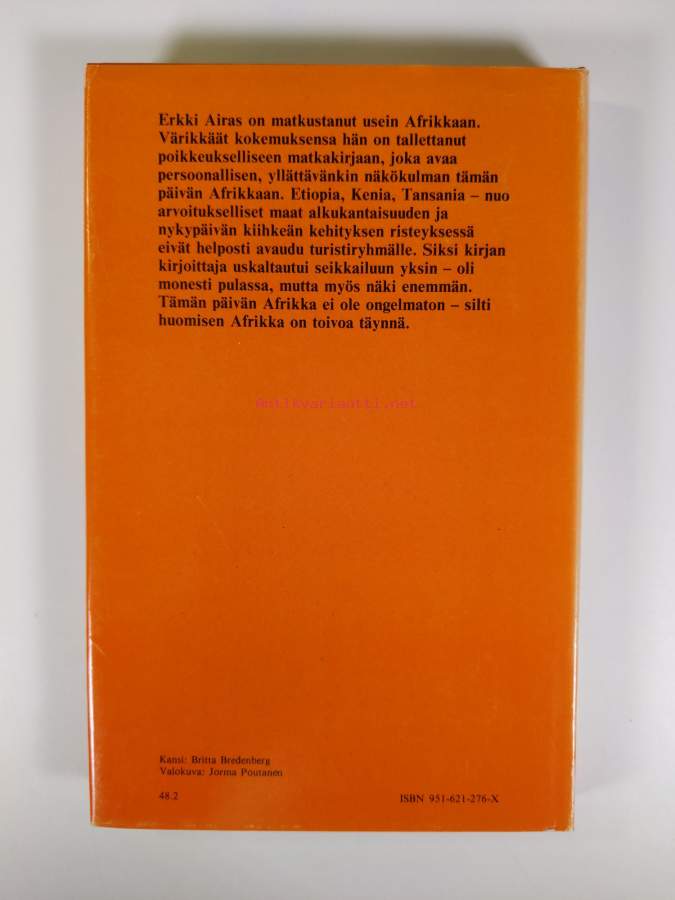 Erkki Airas on matkustanut usein Afrikkaan.
Värikkäät kokemuksensa hän on tallettanut
poikkeukselliseen matkakirjaan, joka avaa
persoonallisen, yllättävänkin näkökulman tämän
päivän Afrikkaan. Etiopia, Kenia, Tansania – nuo
arvoitukselliset maat alkukantaisuuden ja
nykypäivän kiihkeän kehityksen risteyksessä
eivät helposti avaudu turistiryhmälle. Siksi kirjan
kirjoittaja uskaltautui seikkailuun yksin – oli
monesti pulassa, mutta myös näki enemmän.
Tämän päivän Afrikka ei ole ongelmaton – silti
huomisen Afrikka on toivoa täynnä.
Antikvariaatti.net
Kansi: Britta Bredenberg
Valokuva: Jorma Poutanen
48.2 ISBN 951-621-276-X